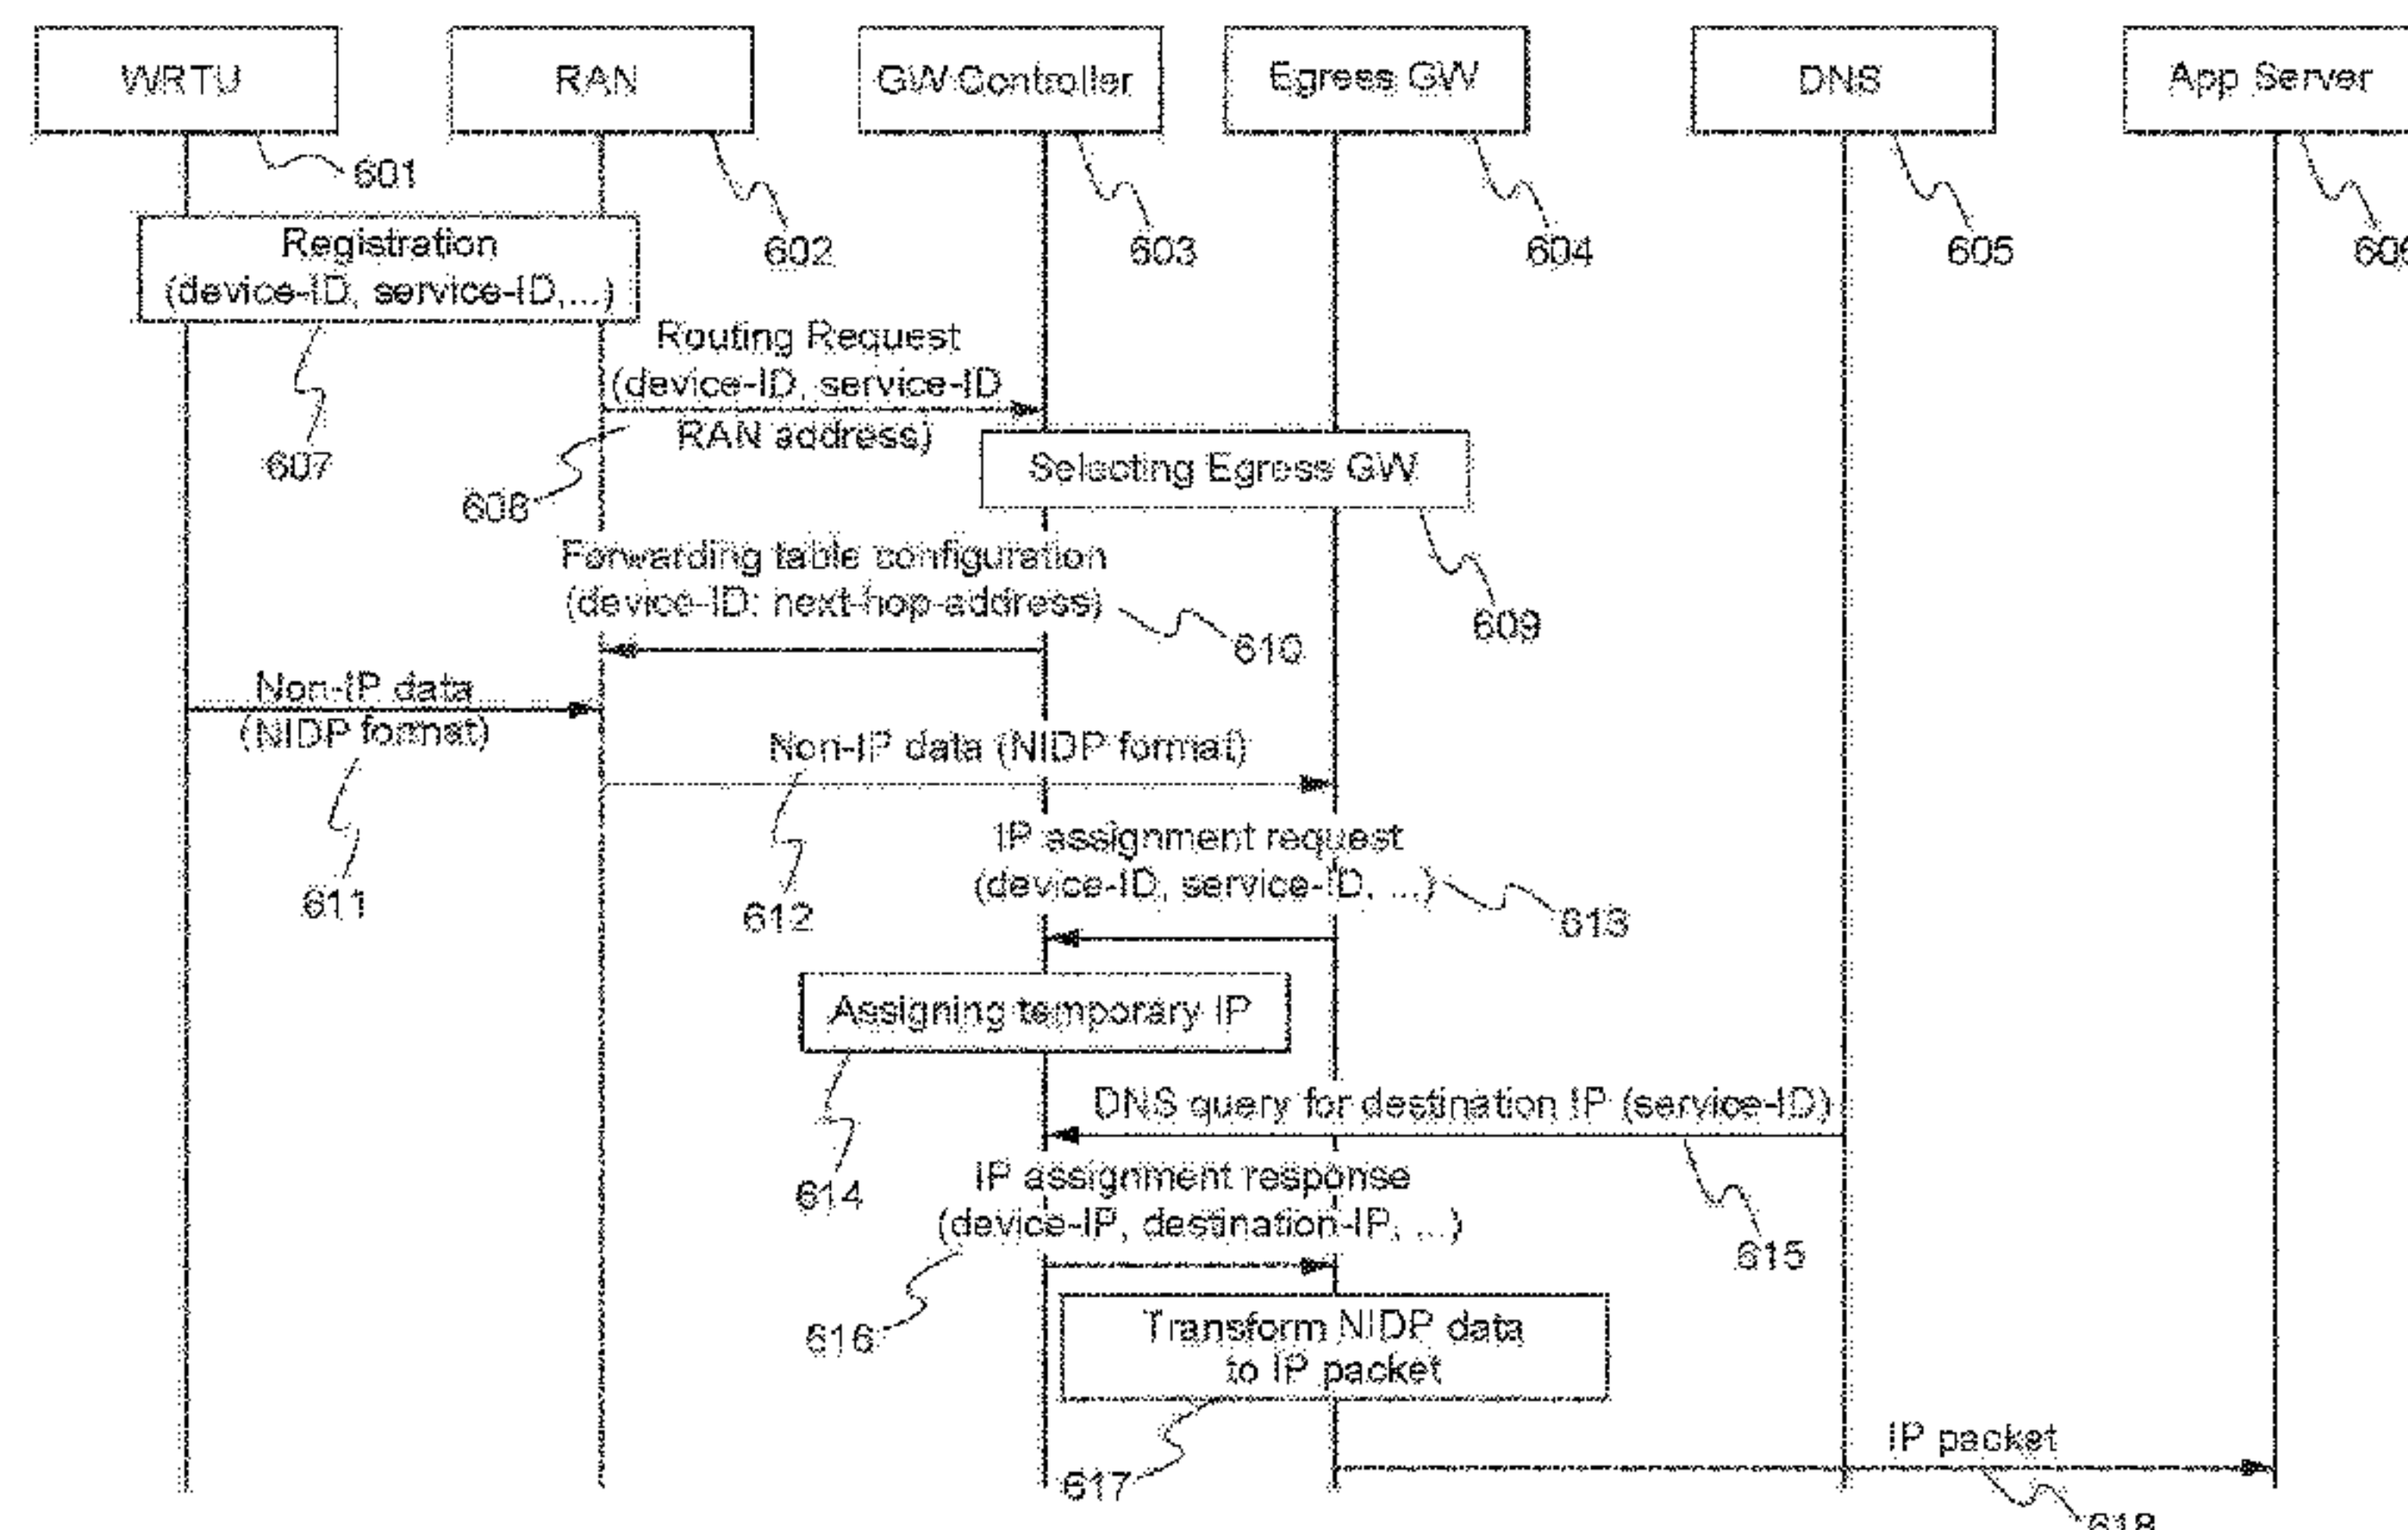 WRTU
RAN
GW Controller
Egress GW
DNS
App Server
601
602
603
604
605
606
Registration
(device-ID, service-ID,...)
607
Routing Request
(device-ID, service-ID
RAN address)
608
Selecting Egress GW
609
Forwarding table configuration
(device-ID: next-hop-address)
610
Non-IP data
(NIDP format)
611
Non-IP data (NIDP format)
612
IP assignment request
(device-ID, service-ID, ...)
613
Assigning temporary IP
614
DNS query for destination IP (service-ID)
615
IP assignment response
(device-IP, destination-IP, ...)
616
Transform NIDP data
to IP packet
617
IP packet
618